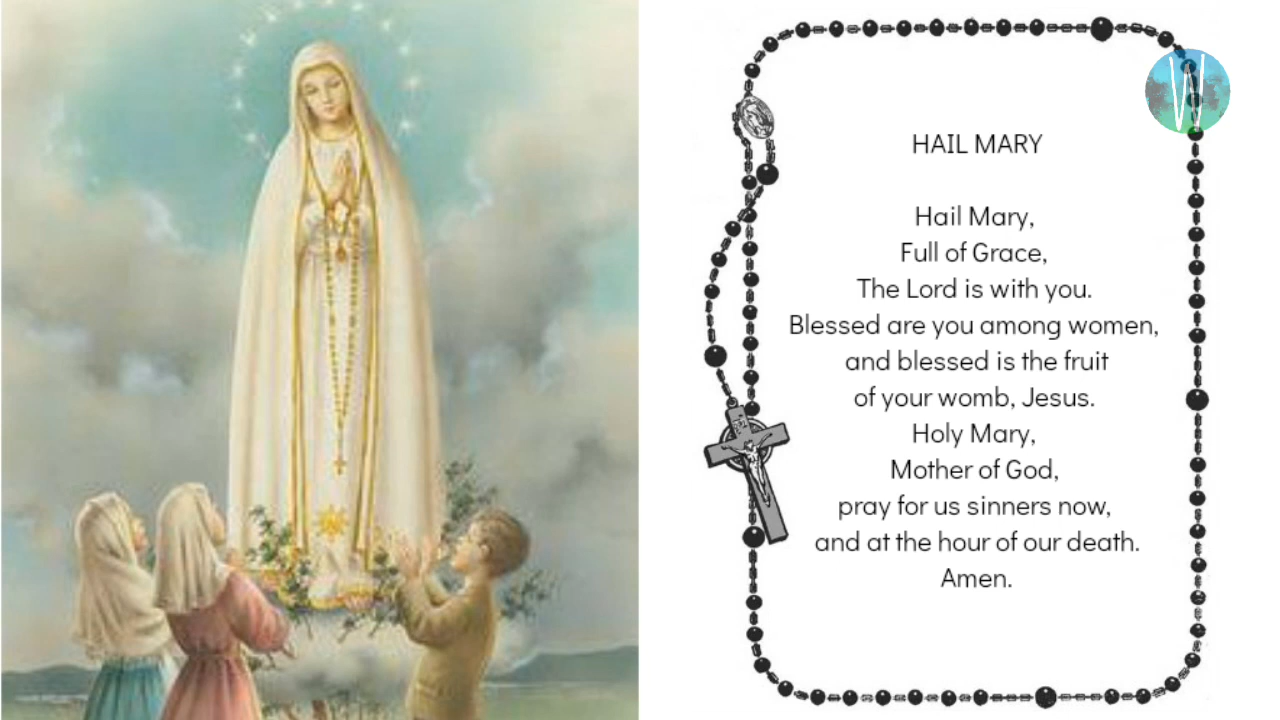 HAIL MARY
Hail Mary,
Full of Grace,
The Lord is with you.
Blessed are you among women,
and blessed is the fruit
of your womb, Jesus.
Holy Mary,
Mother of God,
pray for us sinners now,
and at the hour of our death.
Amen.
W